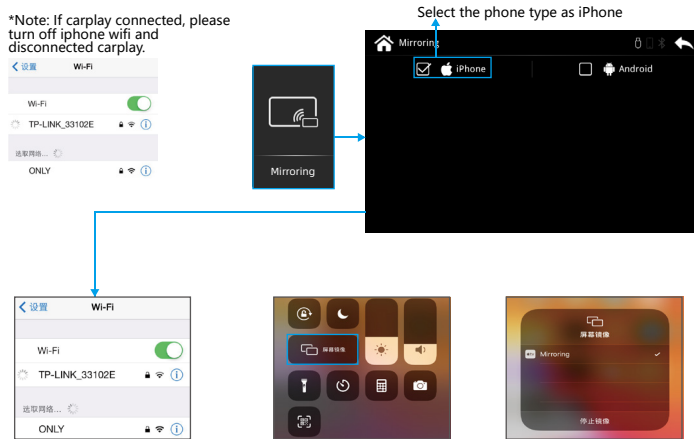 *Note: If carplay connected, please
turn off iphone wifi and
disconnected carplay.
设置 Wi-Fi
Wi-Fi
TP-LINK_33102E
选取网络...
ONLY
Select the phone type as iPhone
Mirroring
Mirroring
iPhone Android
设置 Wi-Fi
Wi-Fi
TP-LINK_33102E
选取网络...
ONLY
屏幕镜像
屏幕镜像
Mirroring
停止镜像